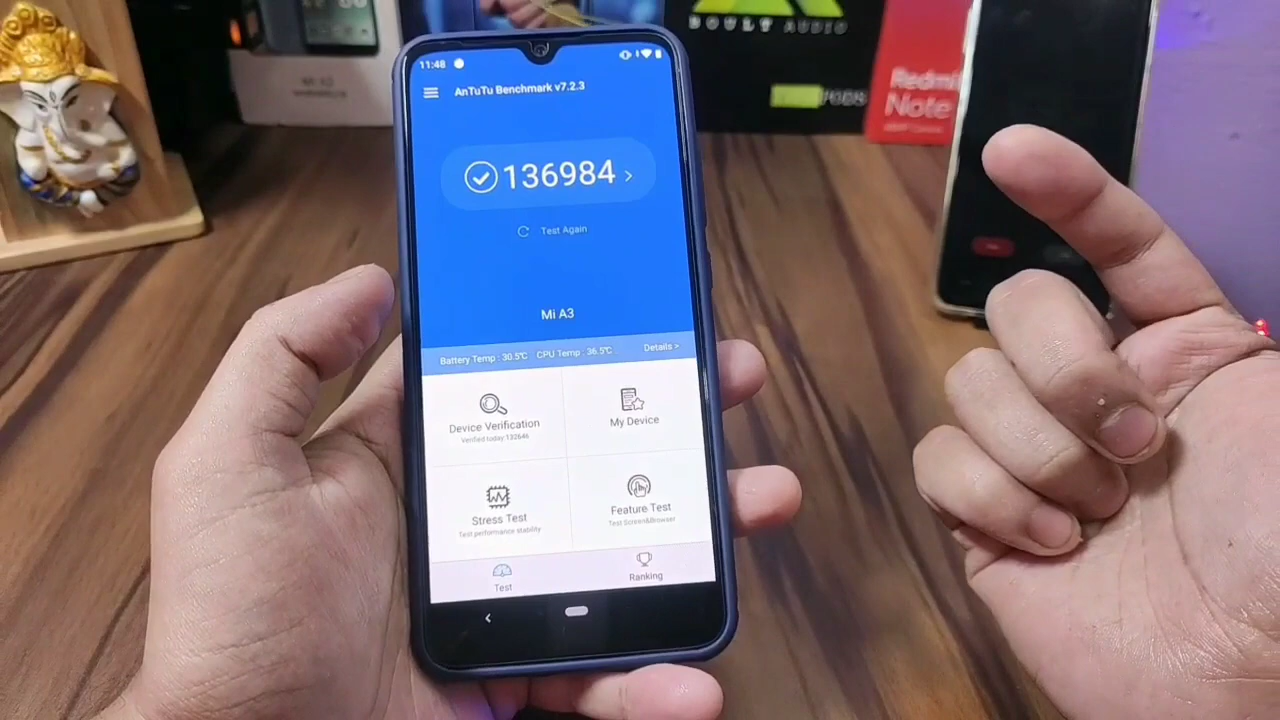 BOULT AUDIO
PODS
Redmi
Note
11:48
AnTuTu Benchmark v7.2.3
136984 >
Test Again
Mi A3
Battery Temp : 30.5℃ CPU Temp : 36.5℃ Details >
Device Verification
Verified today:132646
My Device
Stress Test
Test performance stability
Feature Test
Test Screen&Browser
Test
Ranking